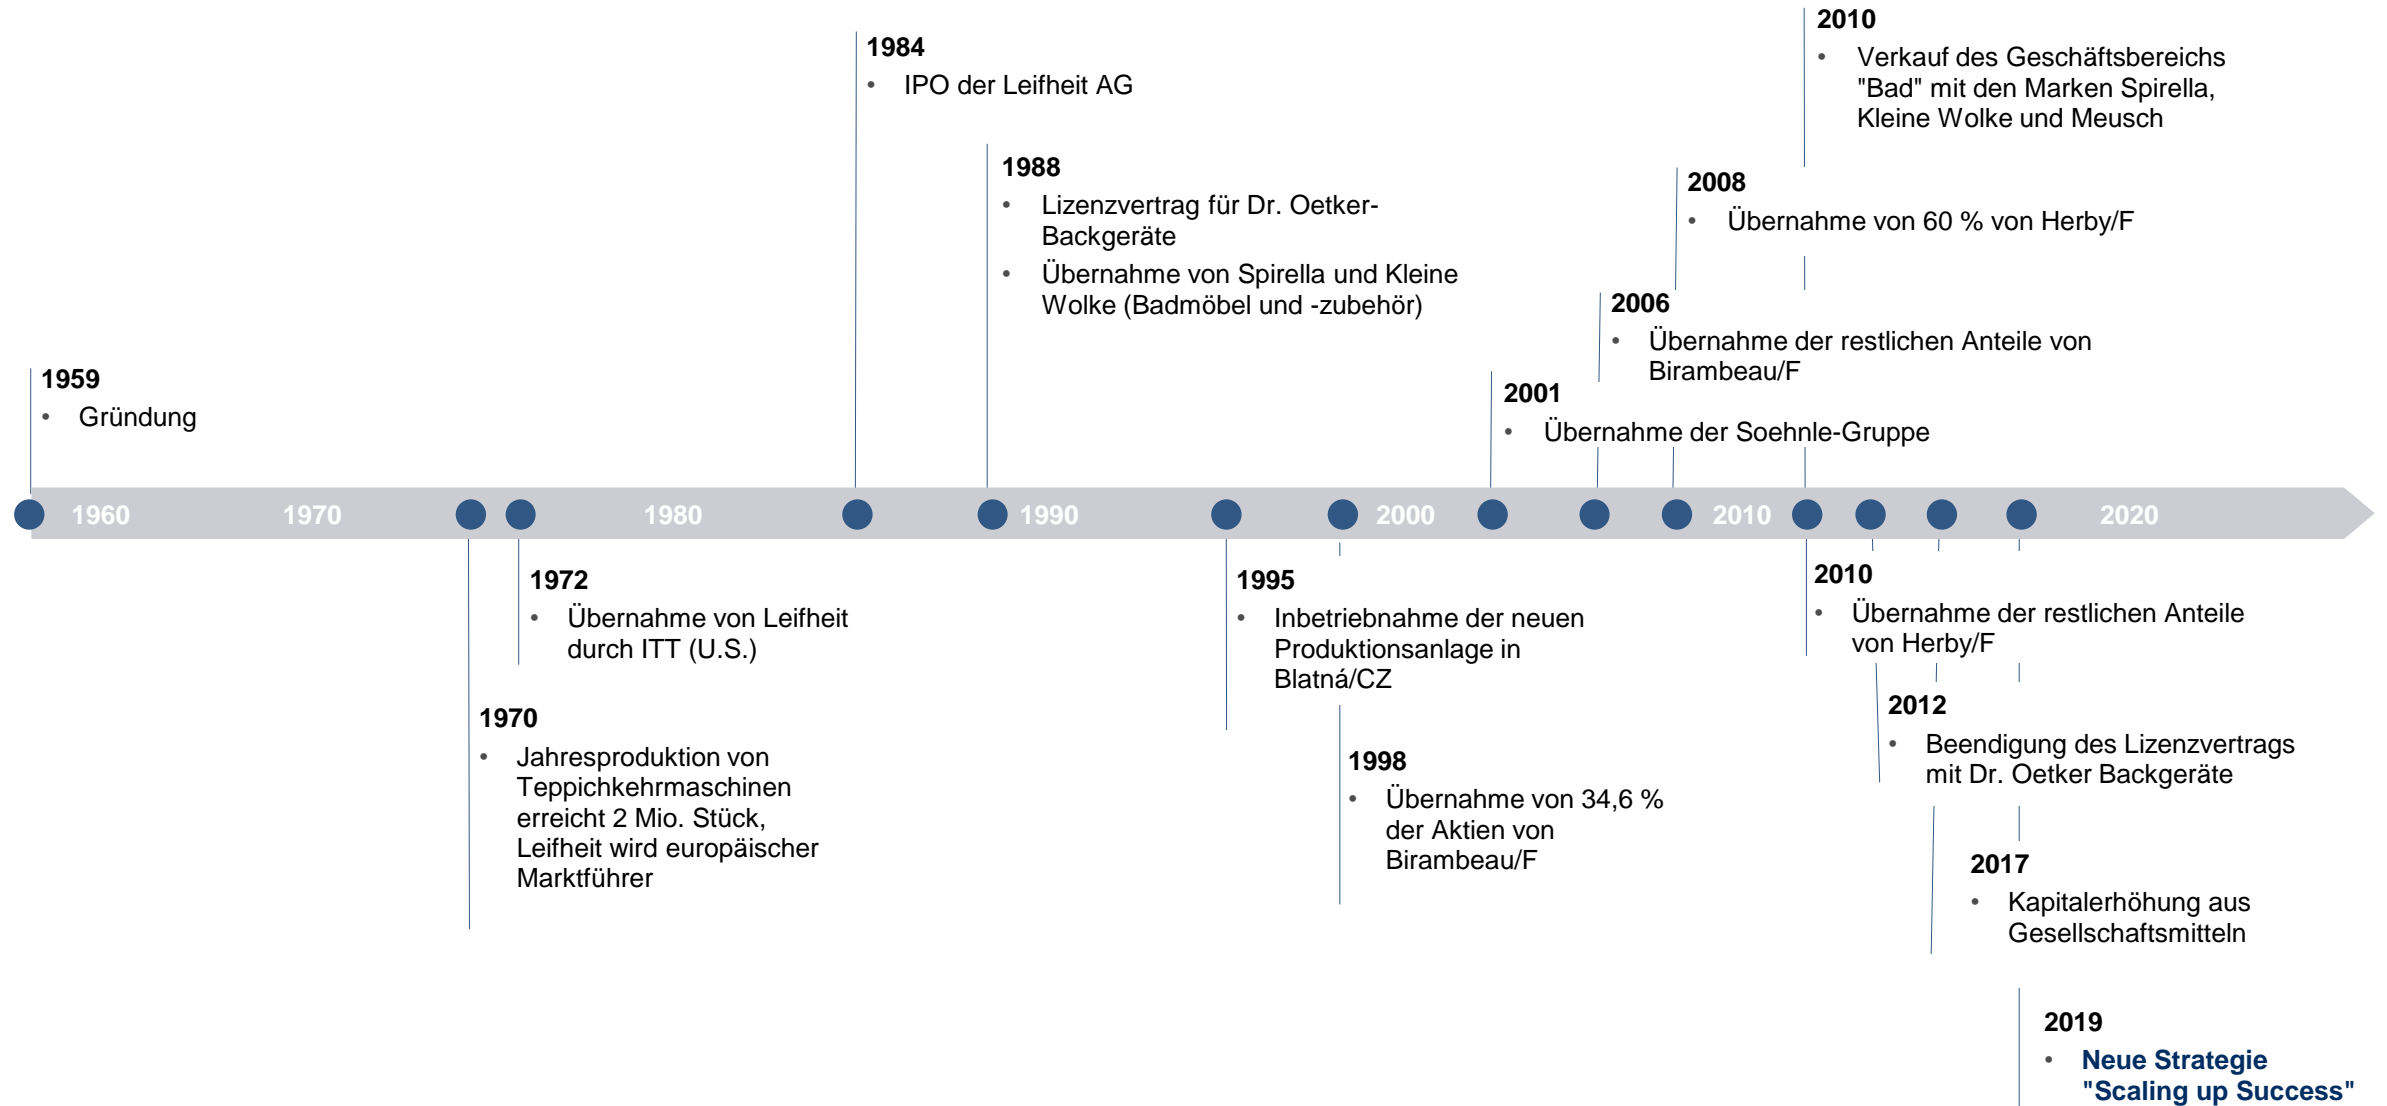 1984
• IPO der Leifheit AG
1988
• Lizenzvertrag für Dr. Oetker-
Backgeräte
• Übernahme von Spirella und Kleine
Wolke (Badmöbel und -zubehör)
2010
• Verkauf des Geschäftsbereichs
"Bad" mit den Marken Spirella,
Kleine Wolke und Meusch
2008
• Übernahme von 60 % von Herby/F
2006
• Übernahme der restlichen Anteile von
Birambeau/F
2001
• Übernahme der Soehnle-Gruppe
1959
• Gründung
1960 1970 1980 1990 2000 2010 2020
1972
• Übernahme von Leifheit
durch ITT (U.S.)
1970
• Jahresproduktion von
Teppichkehrmaschinen
erreicht 2 Mio. Stück,
Leifheit wird europäischer
Marktführer
1995
• Inbetriebnahme der neuen
Produktionsanlage in
Blatná/CZ
1998
• Übernahme von 34,6 %
der Aktien von
Birambeau/F
2010
• Übernahme der restlichen Anteile
von Herby/F
2012
• Beendigung des Lizenzvertrags
mit Dr. Oetker Backgeräte
2017
• Kapitalerhöhung aus
Gesellschaftsmitteln
2019
• Neue Strategie
"Scaling up Success"